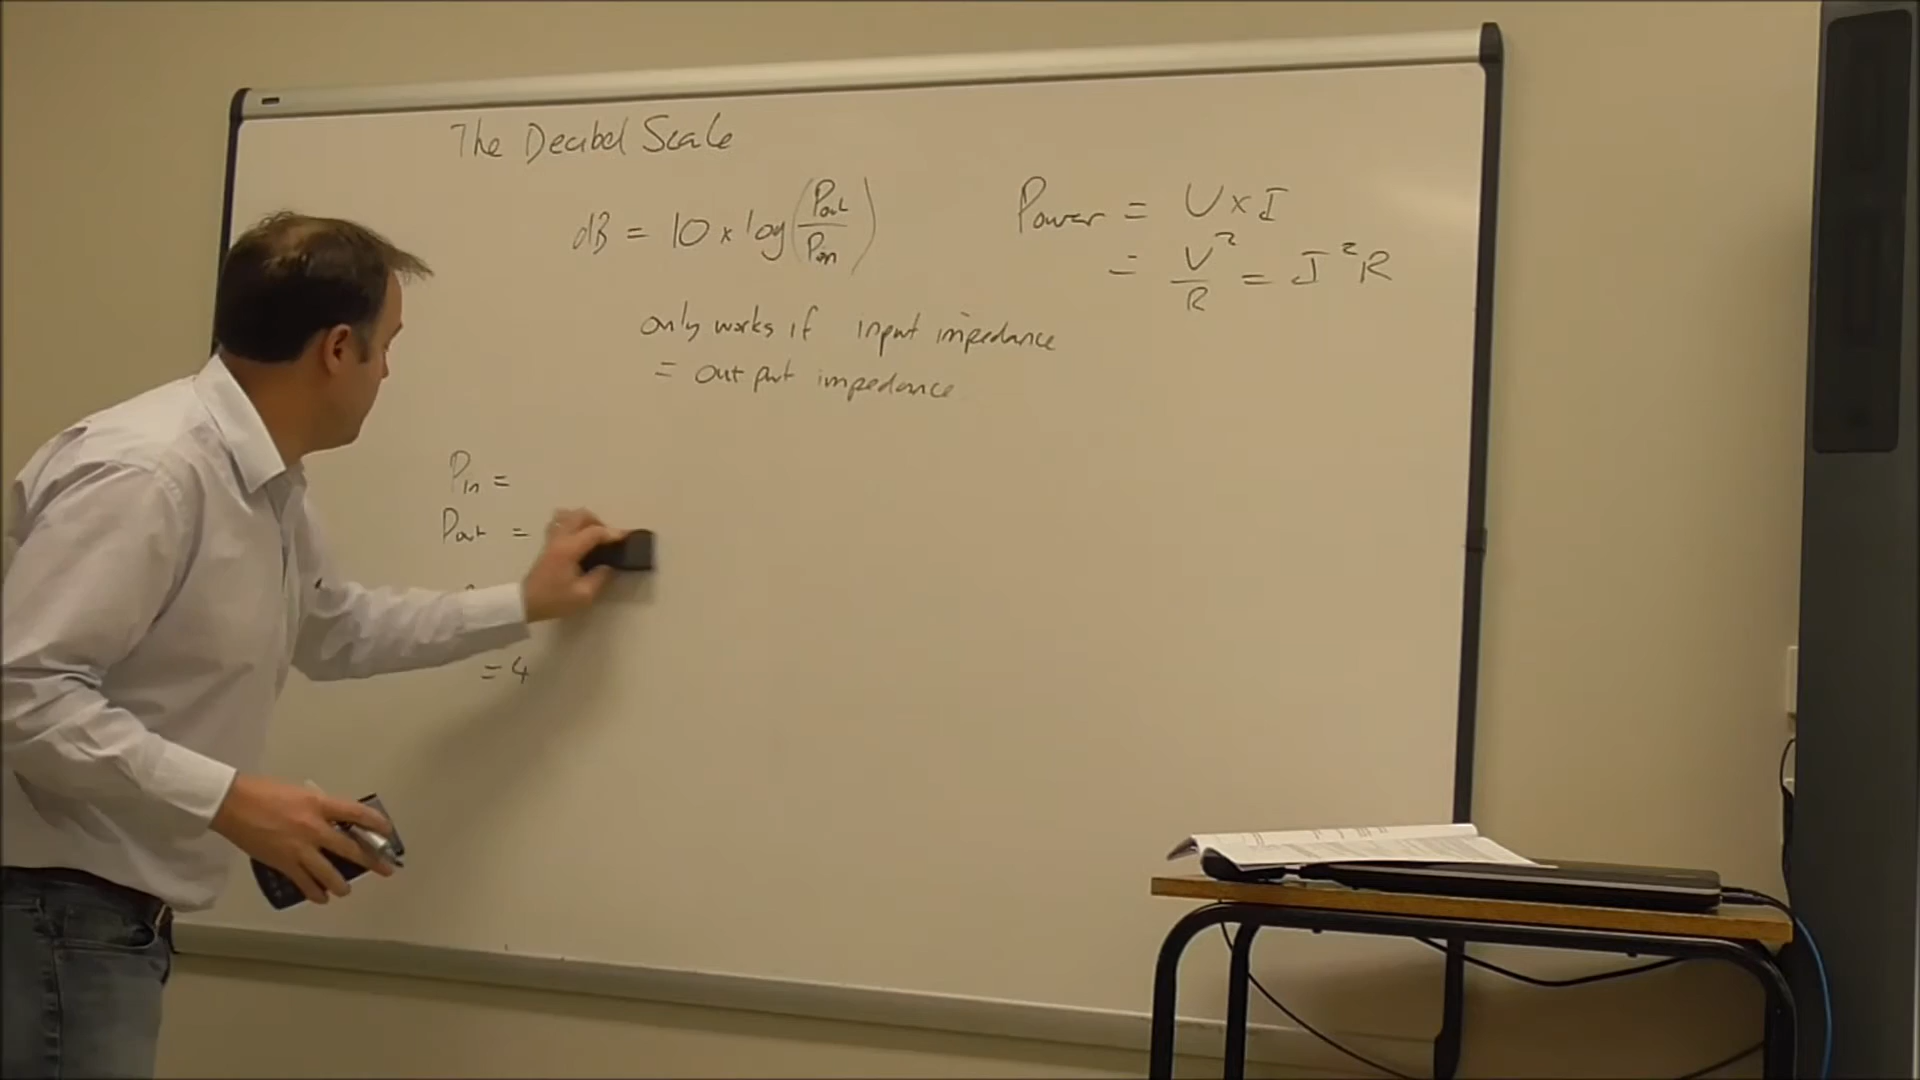 The Decibel Scale
dB = 10 x log(Pout/Pin)
Power = V x I
= V²/R = I²R
only works if input impedance
= output impedance
Pin =
Pout =
= 4